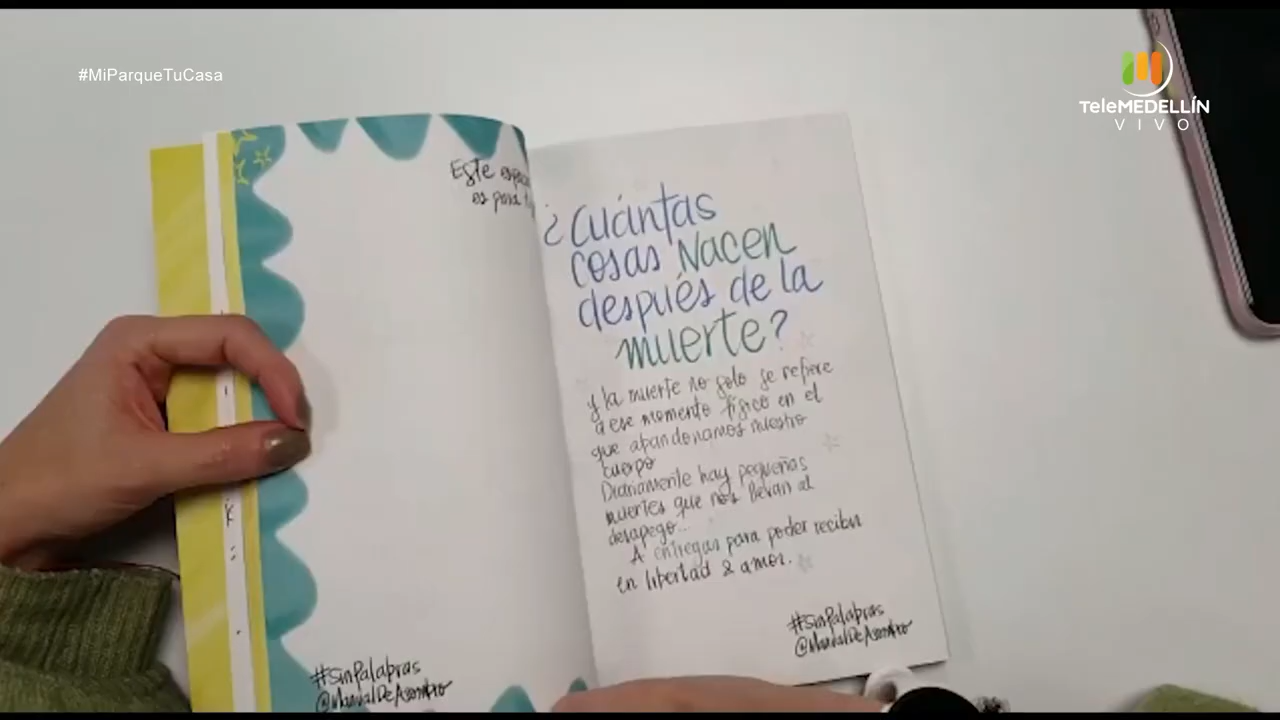 #MiParqueTuCasa
TeleMEDELLÍN
VIVO
Este
es para
¿Cuántas
cosas Nacen
después de la
muerte?
y la muerte no solo se refiere
a ese momento físico en el
que abandonamos nuestro
cuerpo
Diariamente hay pequeñas
muertes que nos llevan al
desapego...
A entregas para poder recibir
en libertad & amor.
#SinPalabras
@ManualDeAsombro
#SinPalabras
@ManualDeAsombro